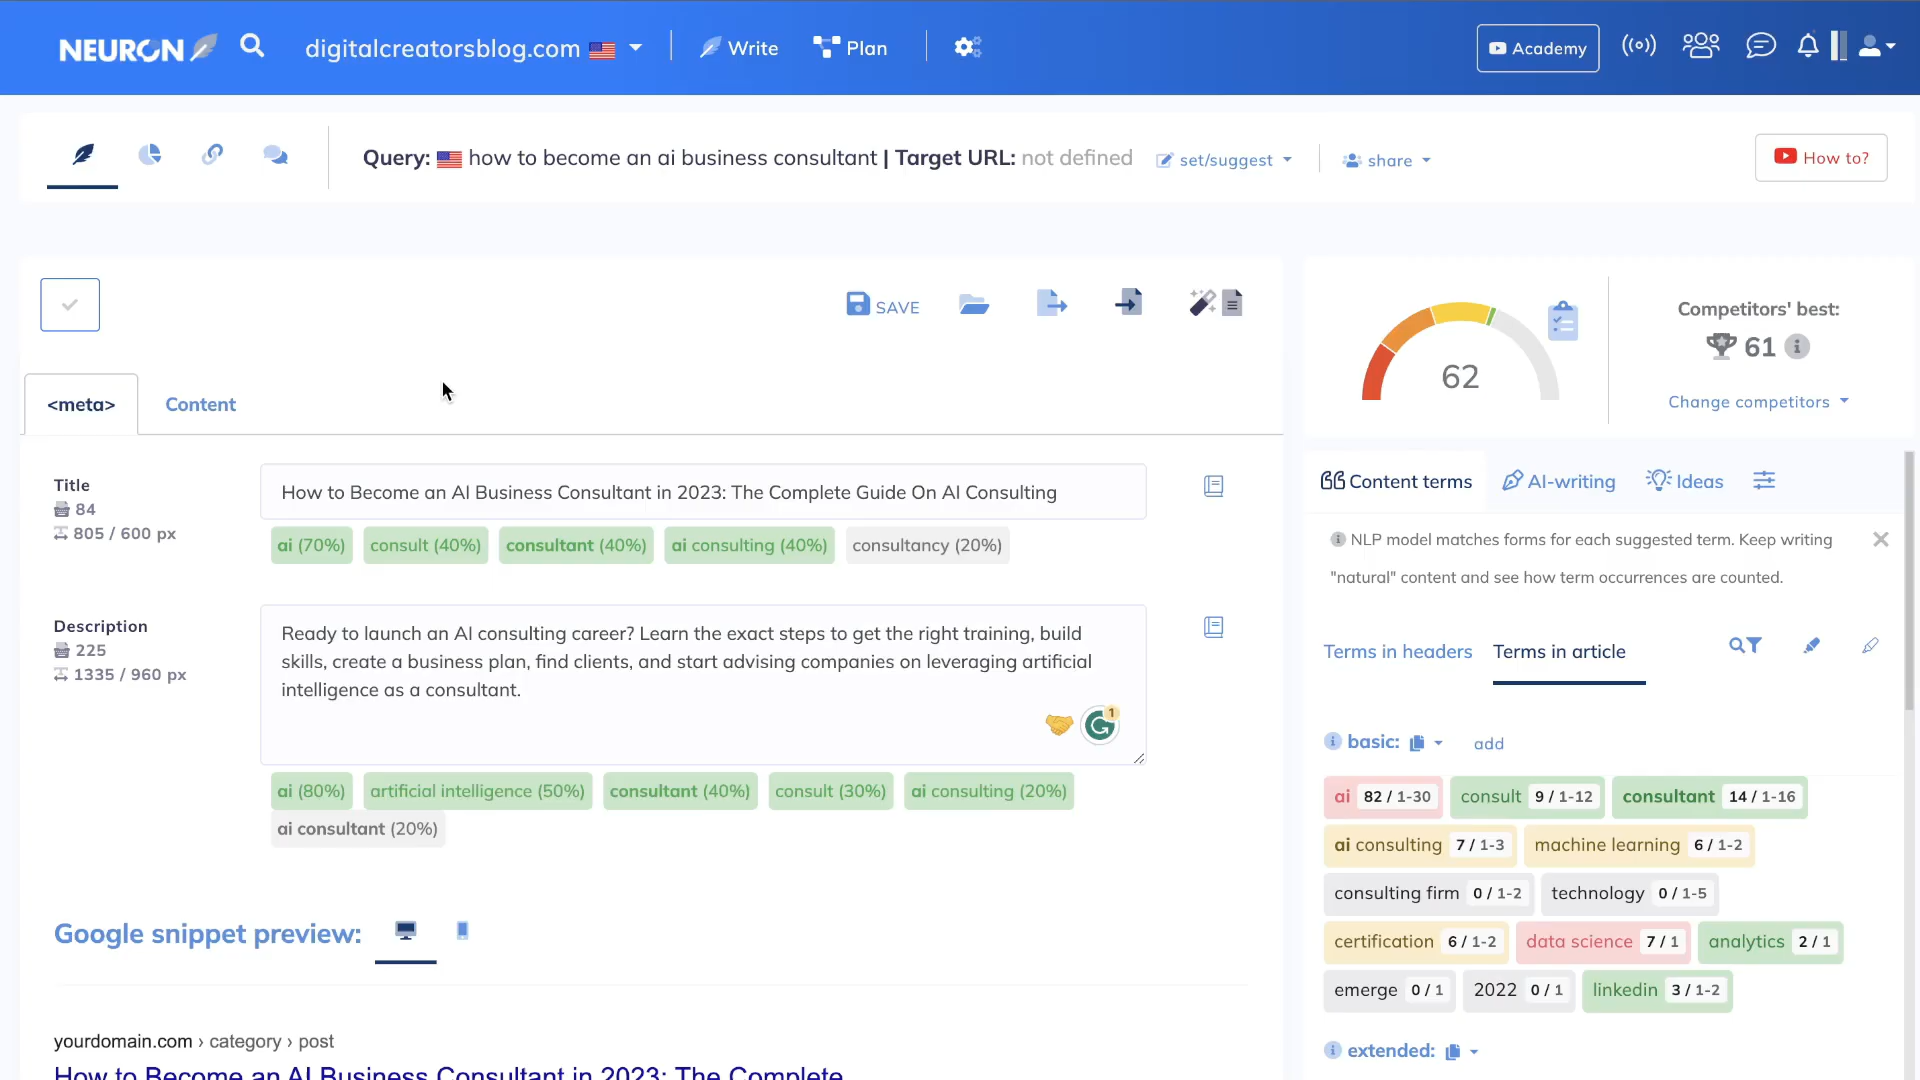 NEURON
digitalcreatorsblog.com
Write
Plan
Academy
Query: how to become an ai business consultant | Target URL: not defined
set/suggest
share
How to?
SAVE
62
Competitors' best:
61
Change competitors
<meta>
Content
Title
84
805 / 600 px
How to Become an AI Business Consultant in 2023: The Complete Guide On AI Consulting
ai (70%)
consult (40%)
consultant (40%)
ai consulting (40%)
consultancy (20%)
Description
225
1335 / 960 px
Ready to launch an AI consulting career? Learn the exact steps to get the right training, build
skills, create a business plan, find clients, and start advising companies on leveraging artificial
intelligence as a consultant.
1
ai (80%)
artificial intelligence (50%)
consultant (40%)
consult (30%)
ai consulting (20%)
ai consultant (20%)
Google snippet preview:
yourdomain.com › category › post
How to Become an AI Business Consultant in 2023: The Complete
Content terms
AI-writing
Ideas
NLP model matches forms for each suggested term. Keep writing
"natural" content and see how term occurrences are counted.
Terms in headers
Terms in article
basic:
add
ai 82 / 1-30
consult 9 / 1-12
consultant 14 / 1-16
ai consulting 7 / 1-3
machine learning 6 / 1-2
consulting firm 0 / 1-2
technology 0 / 1-5
certification 6 / 1-2
data science 7 / 1
analytics 2 / 1
emerge 0 / 1
2022 0 / 1
linkedin 3 / 1-2
extended: